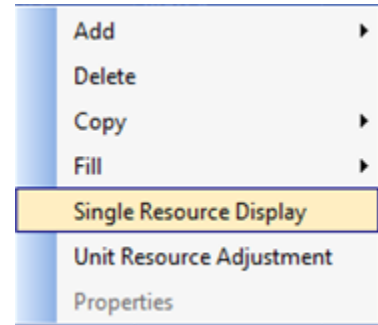 Add
Delete
Copy
Fill
Single Resource Display
Unit Resource Adjustment
Properties